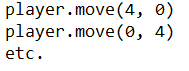 player.move(4, 0)
player.move(0, 4)
etc.